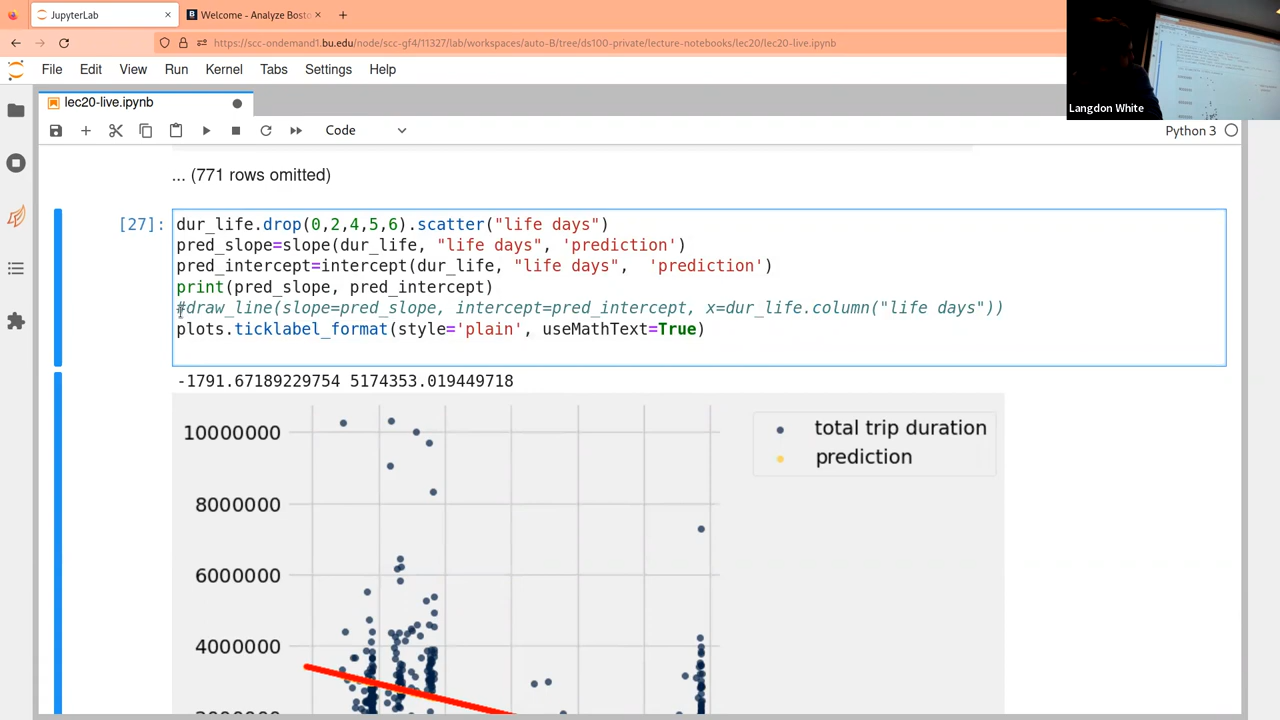 JupyterLab
Welcome - Analyze Bost
https://scc-ondemand1.bu.edu/node/scc-gf4/11327/lab/workspaces/auto-B/tree/ds100-private/lecture-notebooks/lec20/lec20-live.ipynb
Langdon White
File Edit View Run Kernel Tabs Settings Help
lec20-live.ipynb
Code
Python 3
... (771 rows omitted)
[27]:
dur_life.drop(0,2,4,5,6).scatter("life days")
pred_slope=slope(dur_life, "life days", 'prediction')
pred_intercept=intercept(dur_life, "life days",  'prediction')
print(pred_slope, pred_intercept)
#draw_line(slope=pred_slope, intercept=pred_intercept, x=dur_life.column("life days"))
plots.ticklabel_format(style='plain', useMathText=True)
-1791.67189229754 5174353.019449718
10000000
8000000
6000000
4000000
total trip duration
prediction